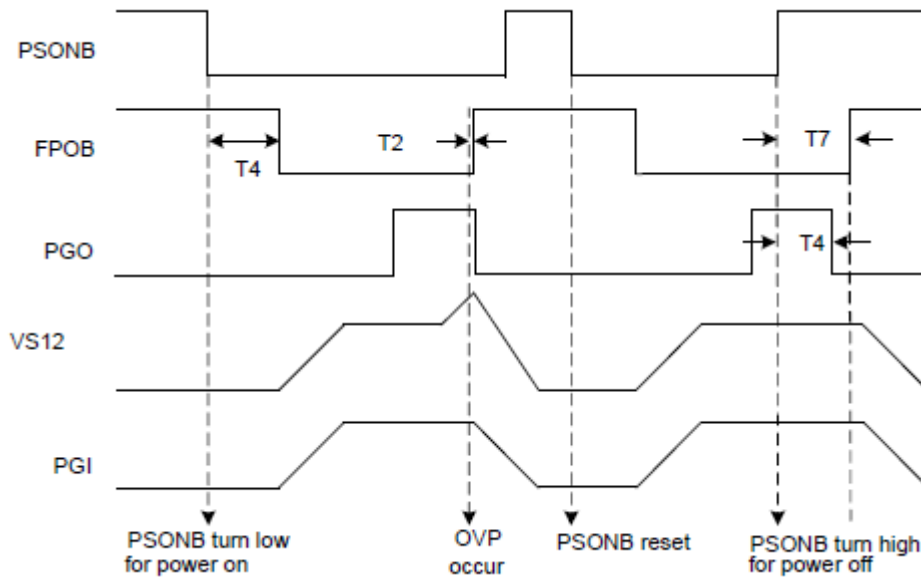 PSONB
FPOB
T4
T2
T7
PGO
T4
VS12
PGI
PSONB turn low
for power on
OVP
occur
PSONB reset
PSONB turn high
for power off